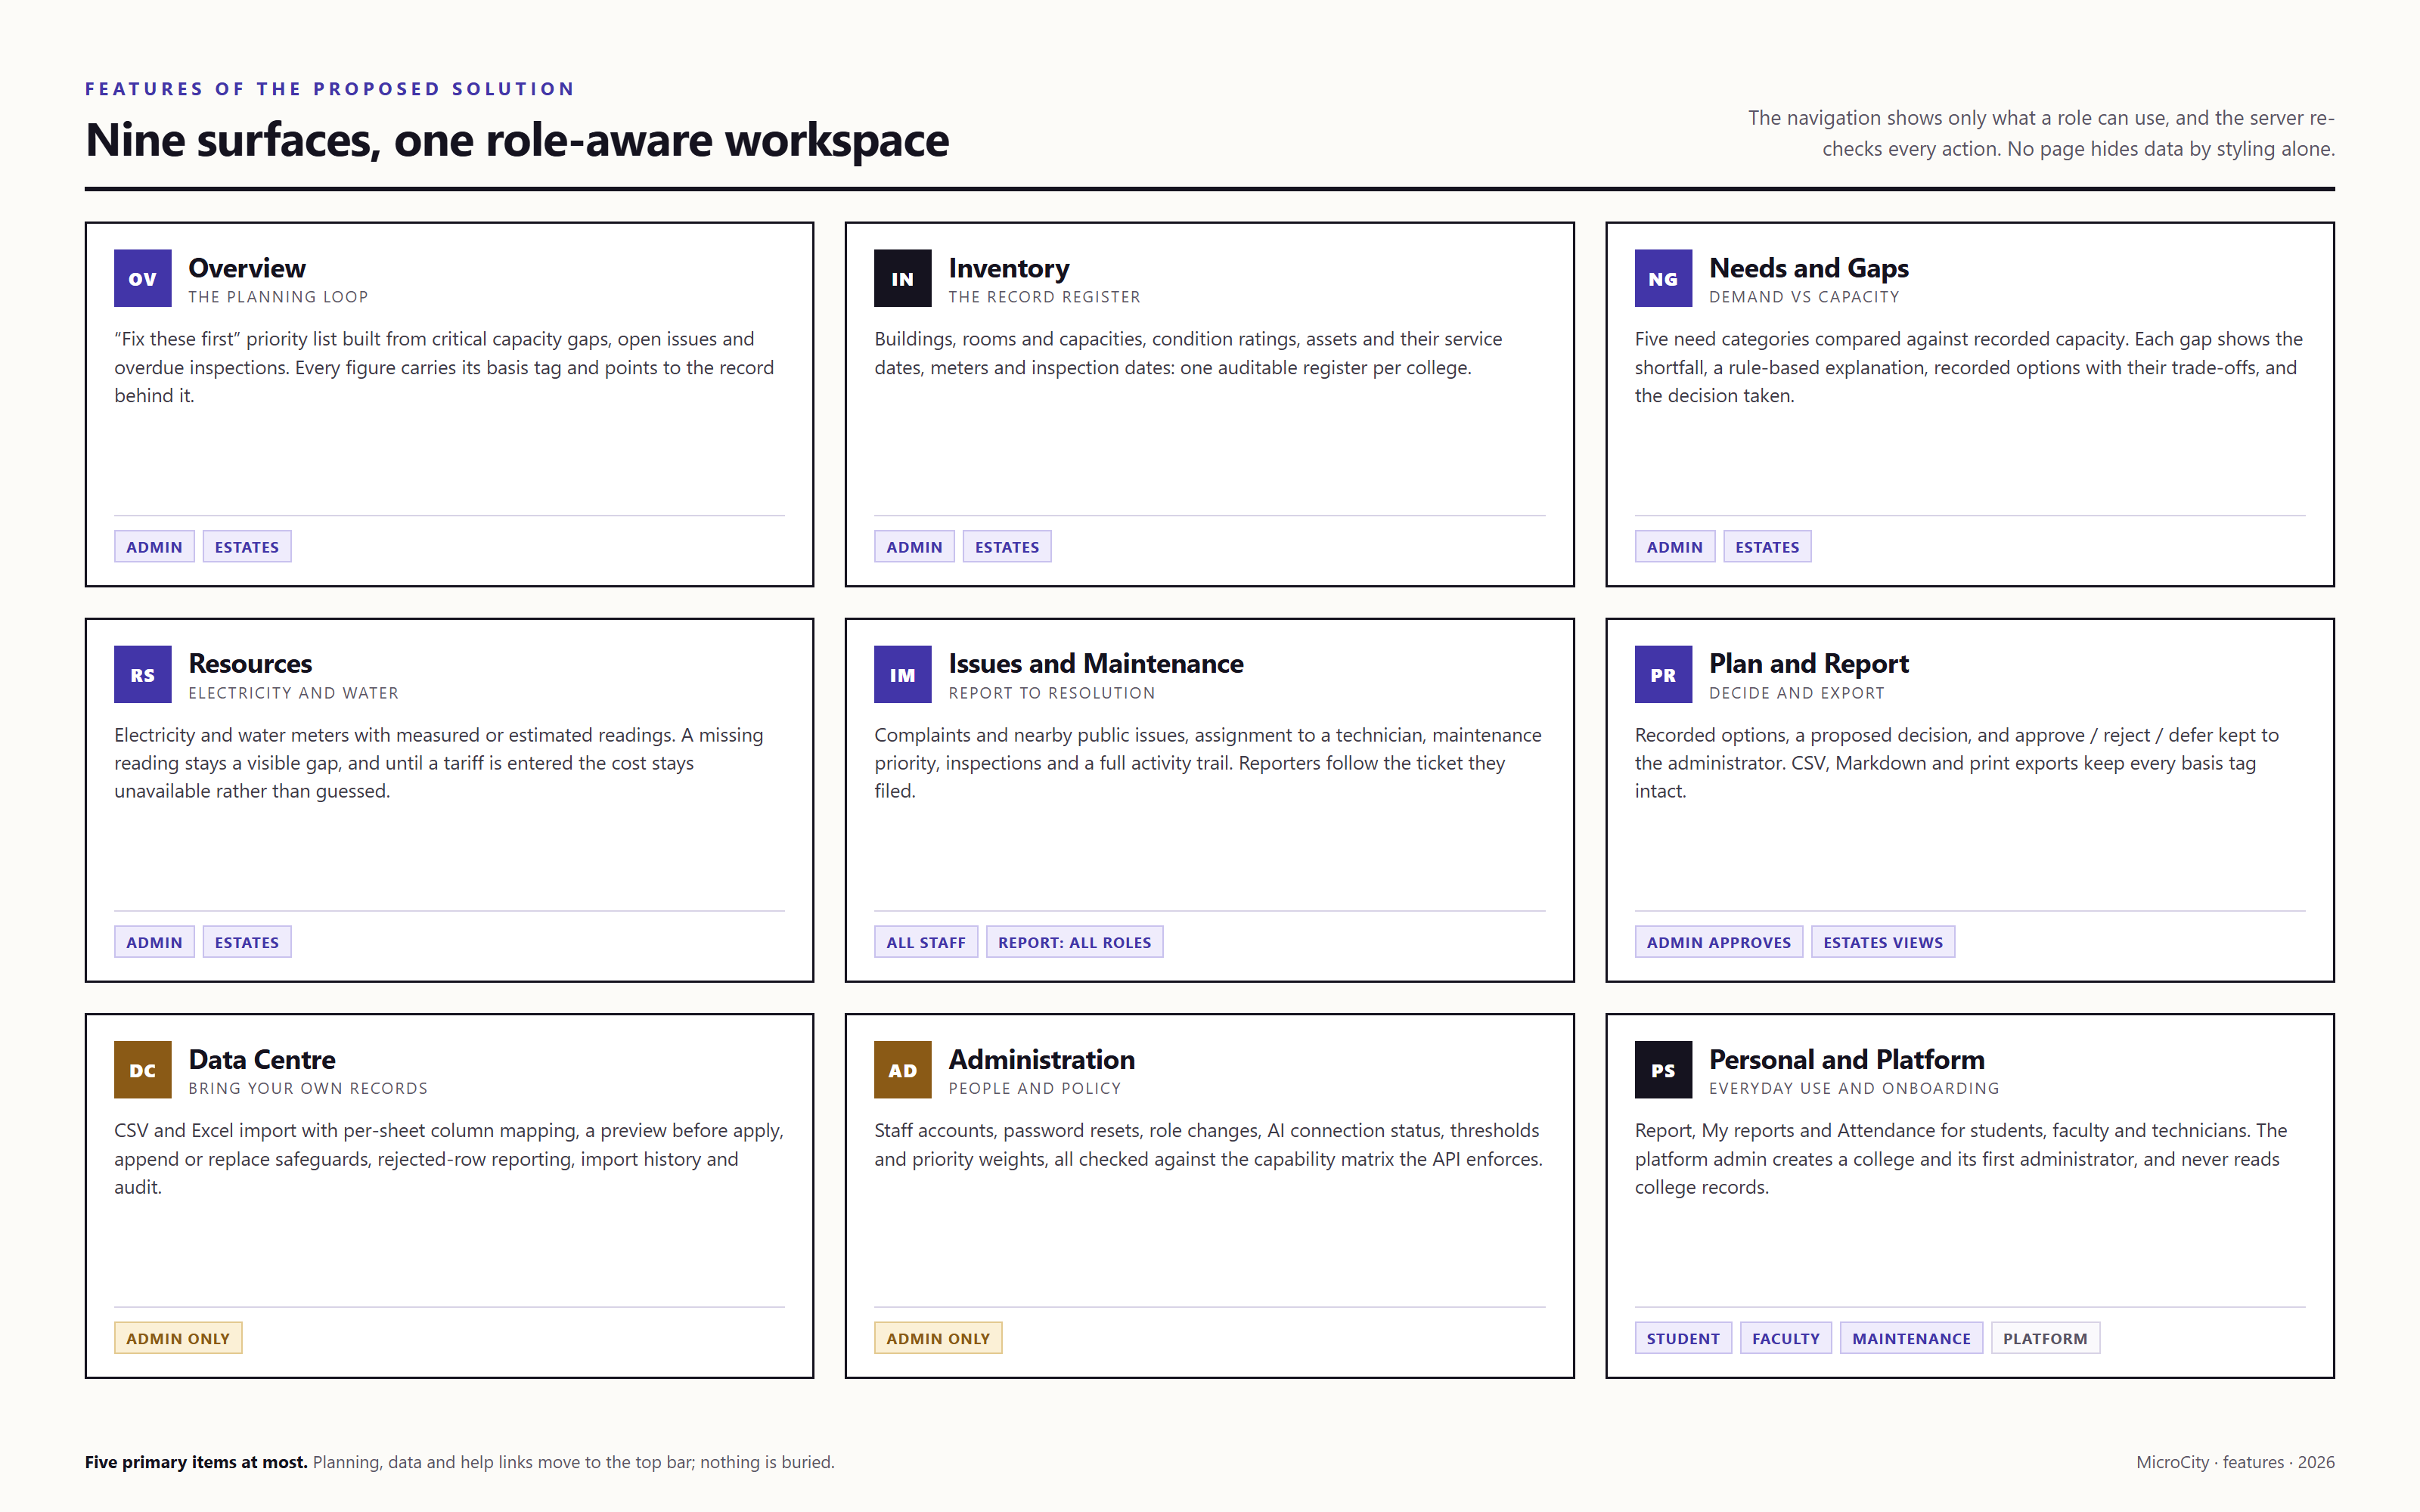 FEATURES OF THE PROPOSED SOLUTION
Nine surfaces, one role-aware workspace
The navigation shows only what a role can use, and the server re-
checks every action. No page hides data by styling alone.
OV
Overview
THE PLANNING LOOP
“Fix these first” priority list built from critical capacity gaps, open issues and
overdue inspections. Every figure carries its basis tag and points to the record
behind it.
ADMIN
ESTATES
IN
Inventory
THE RECORD REGISTER
Buildings, rooms and capacities, condition ratings, assets and their service
dates, meters and inspection dates: one auditable register per college.
ADMIN
ESTATES
NG
Needs and Gaps
DEMAND VS CAPACITY
Five need categories compared against recorded capacity. Each gap shows the
shortfall, a rule-based explanation, recorded options with their trade-offs, and
the decision taken.
ADMIN
ESTATES
RS
Resources
ELECTRICITY AND WATER
Electricity and water meters with measured or estimated readings. A missing
reading stays a visible gap, and until a tariff is entered the cost stays
unavailable rather than guessed.
ADMIN
ESTATES
IM
Issues and Maintenance
REPORT TO RESOLUTION
Complaints and nearby public issues, assignment to a technician, maintenance
priority, inspections and a full activity trail. Reporters follow the ticket they
filed.
ALL STAFF
REPORT: ALL ROLES
PR
Plan and Report
DECIDE AND EXPORT
Recorded options, a proposed decision, and approve / reject / defer kept to
the administrator. CSV, Markdown and print exports keep every basis tag
intact.
ADMIN APPROVES
ESTATES VIEWS
DC
Data Centre
BRING YOUR OWN RECORDS
CSV and Excel import with per-sheet column mapping, a preview before apply,
append or replace safeguards, rejected-row reporting, import history and
audit.
ADMIN ONLY
AD
Administration
PEOPLE AND POLICY
Staff accounts, password resets, role changes, AI connection status, thresholds
and priority weights, all checked against the capability matrix the API enforces.
ADMIN ONLY
PS
Personal and Platform
EVERYDAY USE AND ONBOARDING
Report, My reports and Attendance for students, faculty and technicians. The
platform admin creates a college and its first administrator, and never reads
college records.
STUDENT
FACULTY
MAINTENANCE
PLATFORM
Five primary items at most. Planning, data and help links move to the top bar; nothing is buried.
MicroCity · features · 2026